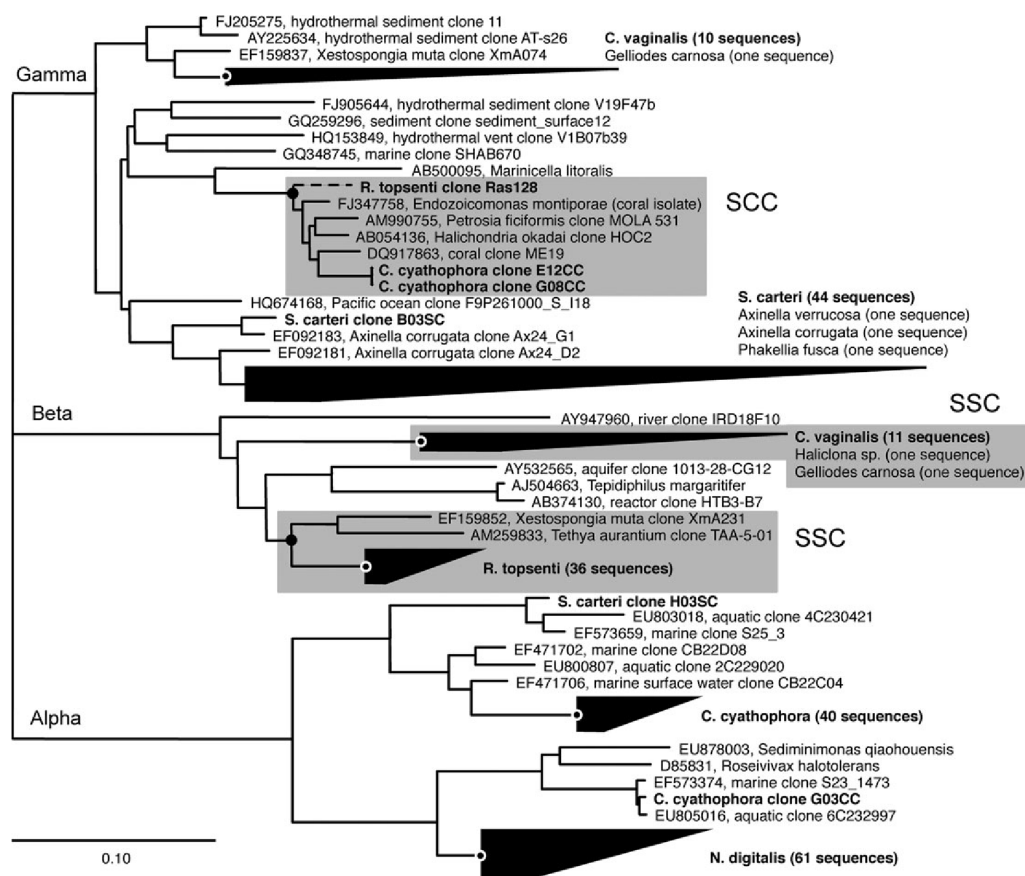 FJ205275, hydrothermal sediment clone 11
AY225634, hydrothermal sediment clone AT-s26
C. vaginalis (10 sequences)
EF159837, Xestospongia muta clone XmA074
Gelliodes carnosa (one sequence)
Gamma
FJ905644, hydrothermal sediment clone V19F47b
GQ259296, sediment clone sediment_surface12
HQ153849, hydrothermal vent clone V1B07b39
GQ348745, marine clone SHAB670
AB500095, Marinicella litoralis
R. topsenti clone Ras128
SCC
FJ347758, Endozoicomonas montiporae (coral isolate)
AM990755, Petrosia ficiformis clone MOLA 531
AB054136, Halichondria okadai clone HOC2
DQ917863, coral clone ME19
C. cyathophora clone E12CC
C. cyathophora clone G08CC
HQ674168, Pacific ocean clone F9P261000_S_I18
S. carteri (44 sequences)
S. carteri clone B03SC
Axinella verrucosa (one sequence)
EF092183, Axinella corrugata clone Ax24_G1
Axinella corrugata (one sequence)
EF092181, Axinella corrugata clone Ax24_D2
Phakellia fusca (one sequence)
SSC
Beta
AY947960, river clone IRD18F10
C. vaginalis (11 sequences)
Haliclona sp. (one sequence)
Gelliodes carnosa (one sequence)
AY532565, aquifer clone 1013-28-CG12
AJ504663, Tepidiphilus margaritifer
AB374130, reactor clone HTB3-B7
EF159852, Xestospongia muta clone XmA231
AM259833, Tethya aurantium clone TAA-5-01
SSC
R. topsenti (36 sequences)
S. carteri clone H03SC
EU803018, aquatic clone 4C230421
EF573659, marine clone S25_3
EF471702, marine clone CB22D08
EU800807, aquatic clone 2C229020
EF471706, marine surface water clone CB22C04
Alpha
C. cyathophora (40 sequences)
EU878003, Sediminimonas qiaohouensis
D85831, Roseivivax halotolerans
EF573374, marine clone S23_1473
C. cyathophora clone G03CC
EU805016, aquatic clone 6C232997
0.10
N. digitalis (61 sequences)